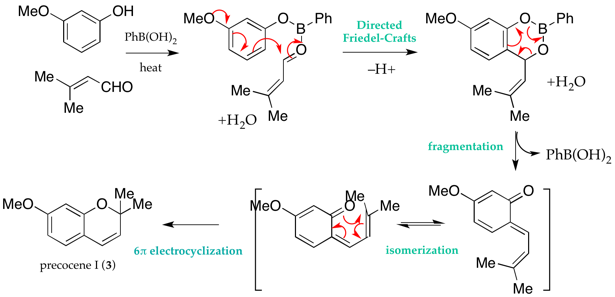 MeO
OH
PhB(OH)₂
heat
Me
Me
CHO
MeO
O
B
Ph
O
Me
Me
+H₂O
Directed
Friedel-Crafts
–H+
MeO
O
B
Ph
O
Me
Me
+H₂O
fragmentation
PhB(OH)₂
MeO
O
Me
Me
isomerization
MeO
O
Me
Me
6π electrocyclization
MeO
O
Me
Me
precocene I (3)